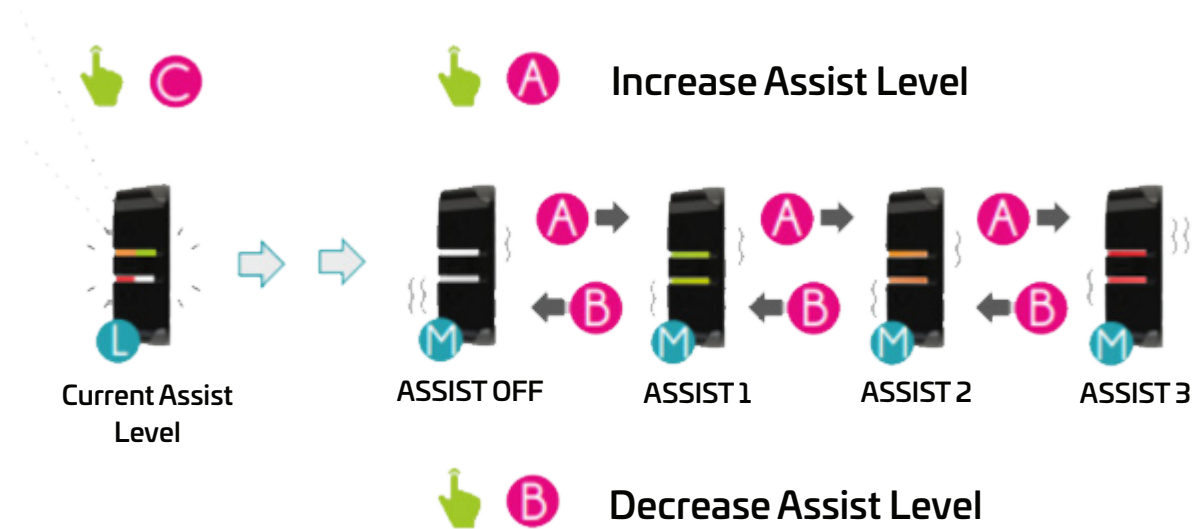 C
A Increase Assist Level
A A A
B B B
L M M M M
Current Assist
Level
ASSIST OFF ASSIST 1 ASSIST 2 ASSIST 3
B Decrease Assist Level